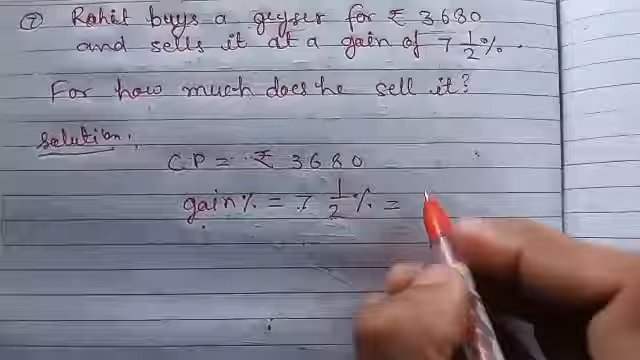 ⑦ Rohit buys a geyser for ₹ 3680
and sells it at a gain of 7 1/2 %.
For how much does he sell it?
Solution:
CP = ₹ 3680
gain% = 7 1/2 % =